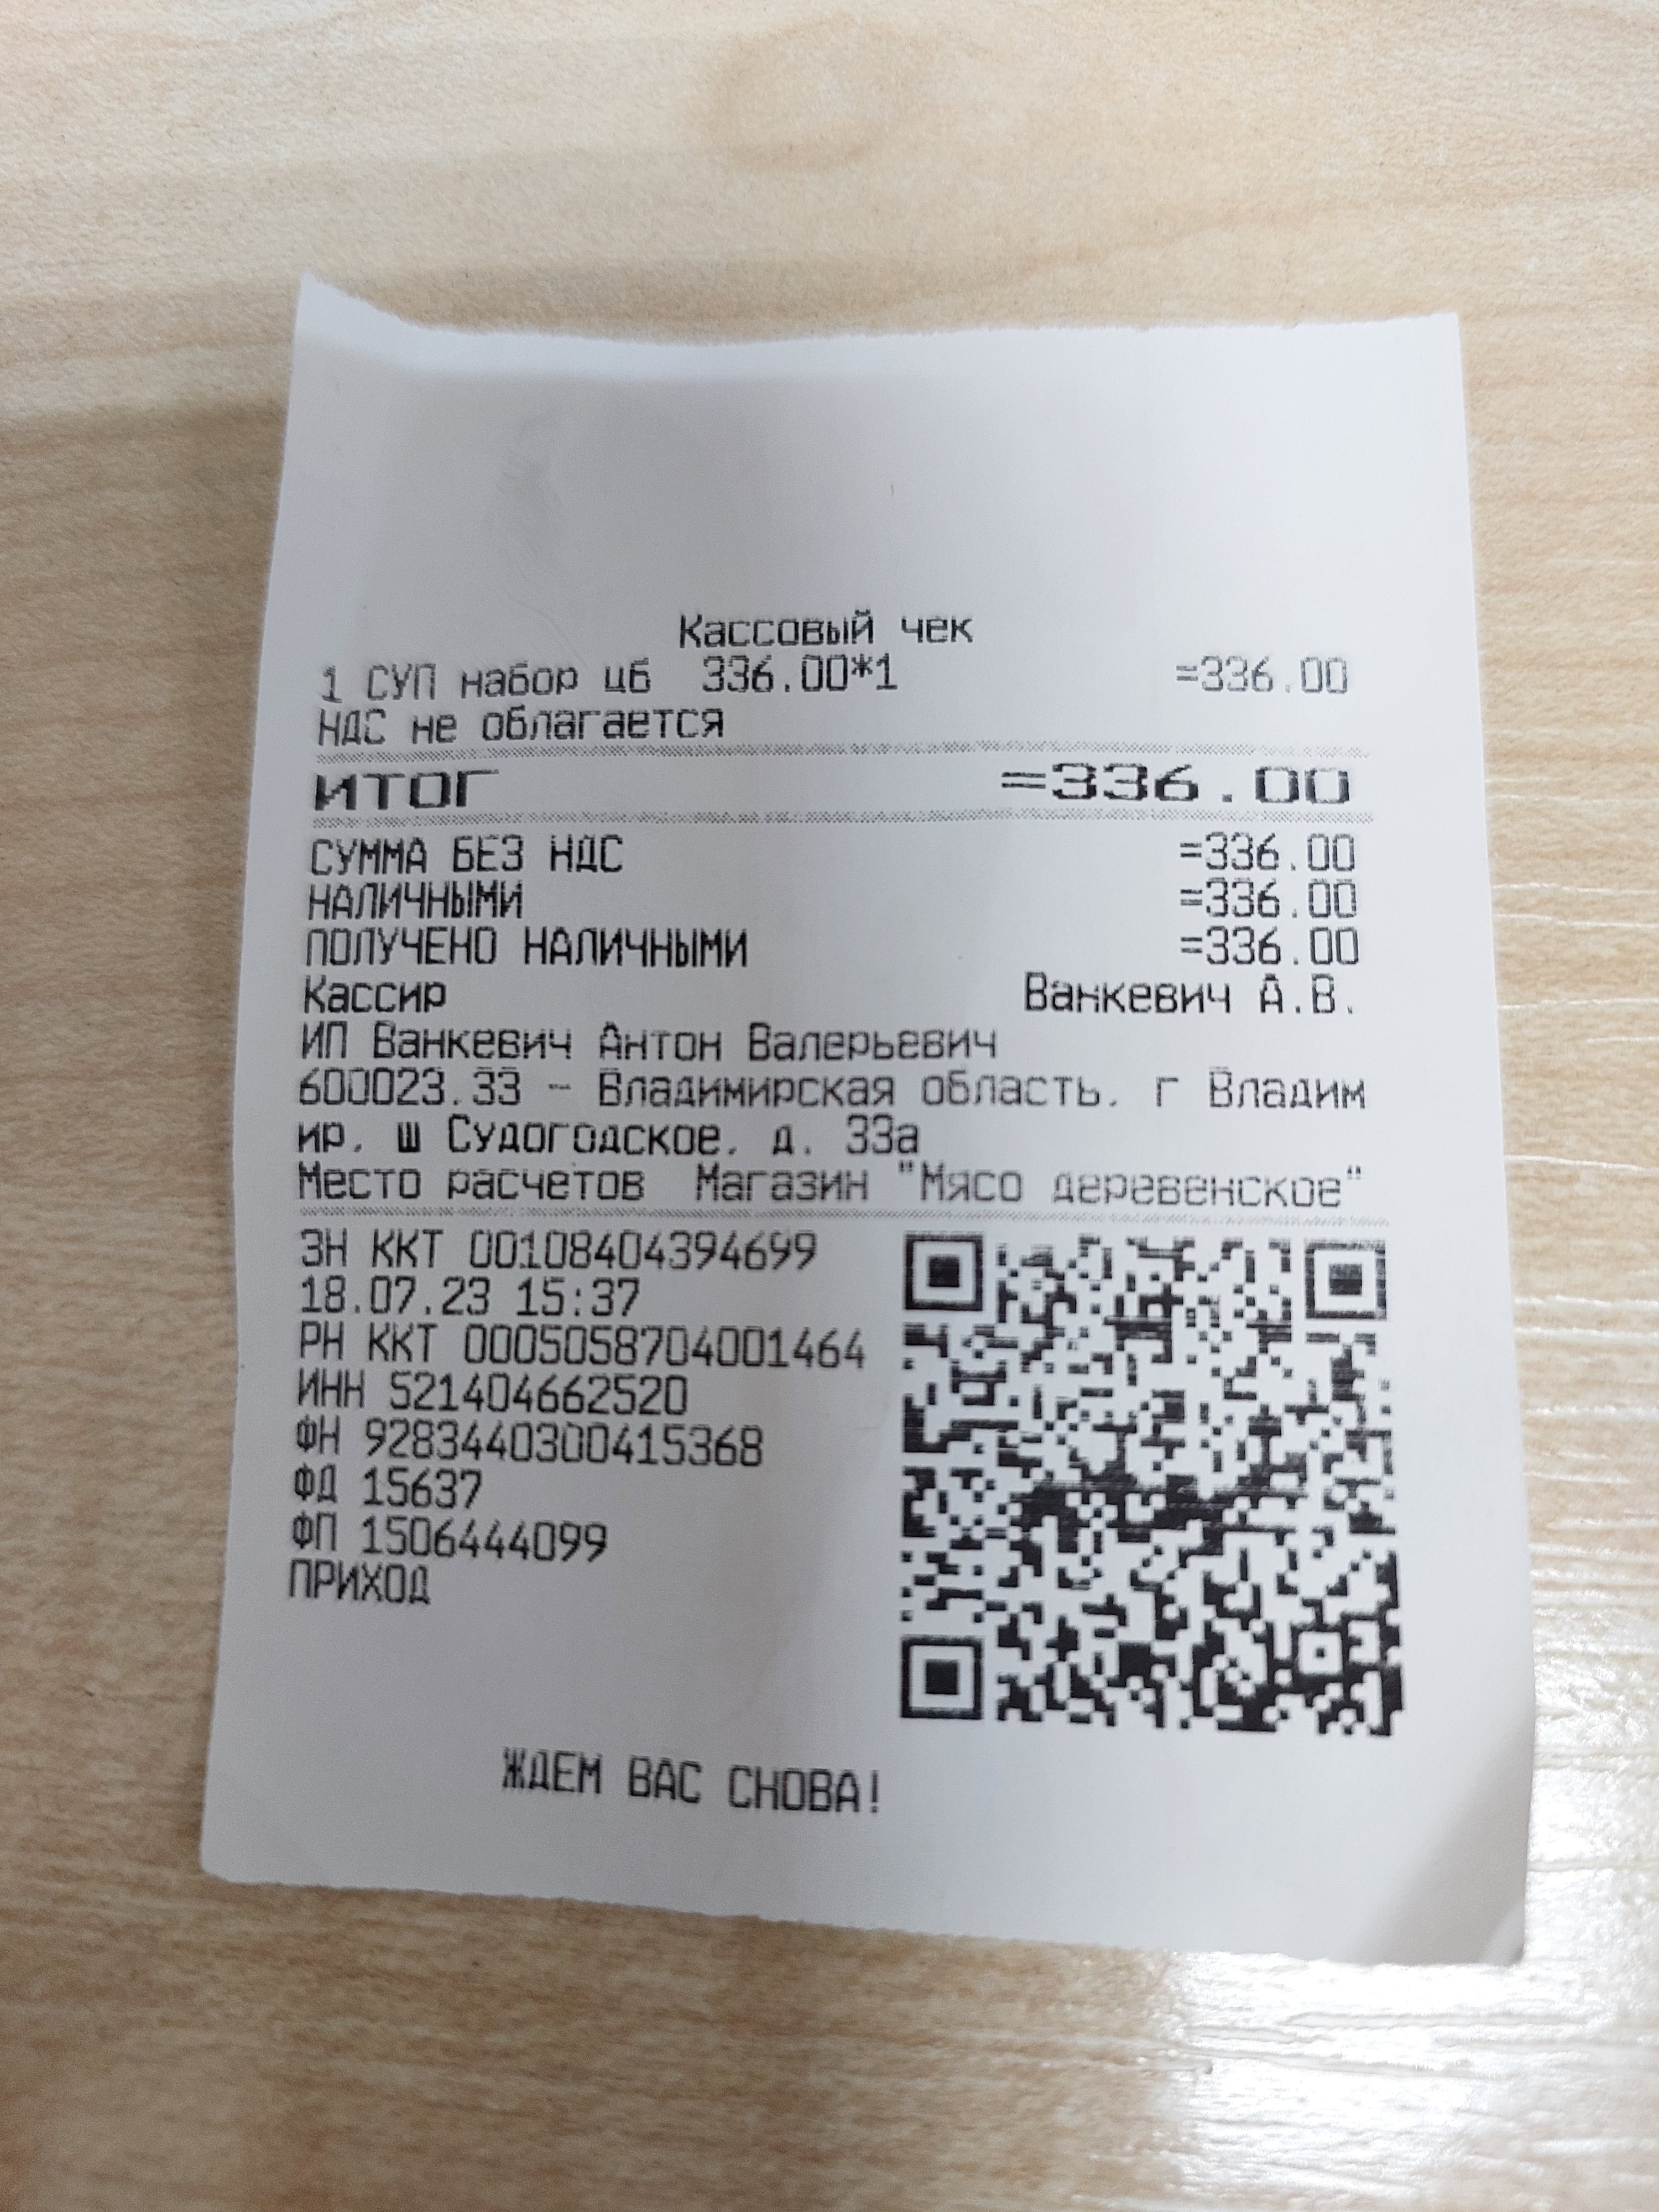 Кассовый чек
1 СУП набор цб 336.00*1 =336.00
НДС не облагается
ИТОГ =336.00
СУММА БЕЗ НДС =336.00
НАЛИЧНЫМИ =336.00
ПОЛУЧЕНО НАЛИЧНЫМИ =336.00
Кассир Ванкевич А.В.
ИП Ванкевич Антон Валерьевич
600023.33 - Владимирская область, г Владим
ир, ш Судогодское, д. 33а
Место расчетов Магазин "Мясо деревенское"
ЗН ККТ 00108404394699
18.07.23 15:37
РН ККТ 0005058704001464
ИНН 521404662520
ФН 9283440300415368
ФД 15637
ФП 1506444099
ПРИХОД
ЖДЕМ ВАС СНОВА!